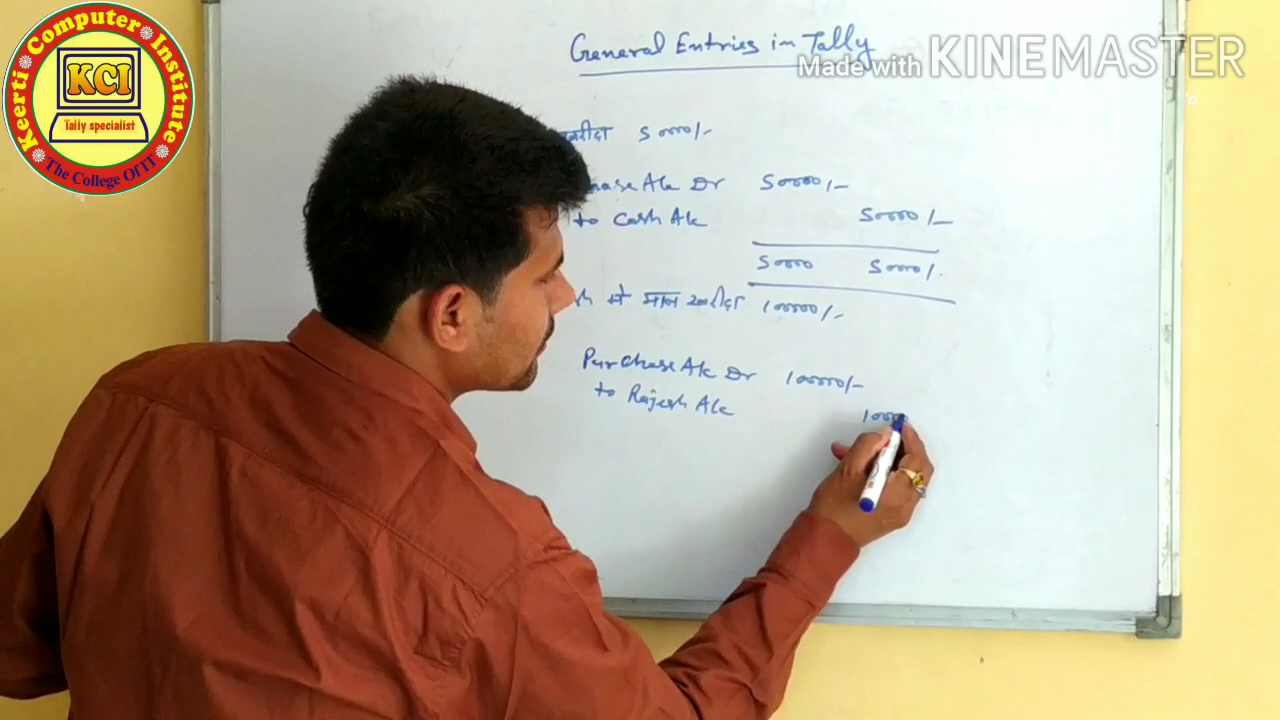 Keerti Computer Institute
KCI
Tally specialist
The College Of IT
General Entries in Tally
Made with KINEMASTER
50000/-
Purchase A/c Dr 50000/-
to Cash A/c 50000/-
50000 50000/-
से माल खरीदा 100000/-
Purchase A/c Dr 100000/-
to Rajesh A/c